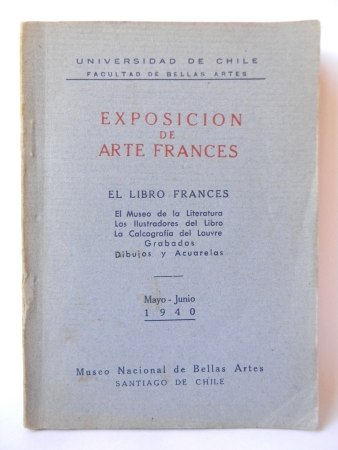 UNIVERSIDAD DE CHILE
FACULTAD DE BELLAS ARTES
EXPOSICION
DE
ARTE FRANCES
EL LIBRO FRANCES
El Museo de la Literatura
Los Ilustradores del Libro
La Calcografía del Louvre
Grabados
Dibujos y Acuarelas
Mayo - Junio
1940
Museo Nacional de Bellas Artes
SANTIAGO DE CHILE